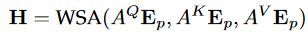 H = WSA(A^Q E_p, A^K E_p, A^V E_p)